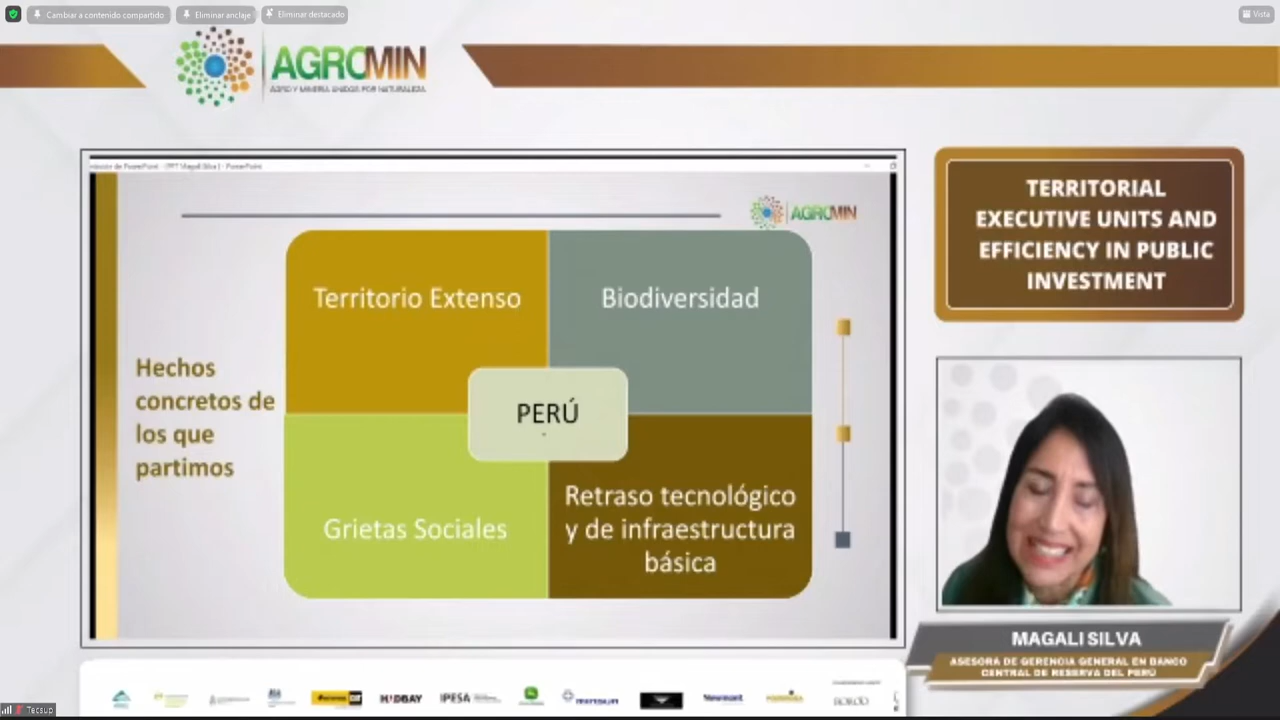 Cambiar a contenido compartido
Eliminar anclaje
Eliminar destacado
Vista
AGROMIN
AGRO Y MINERÍA UNIDOS POR NATURALEZA
AGROMIN
Territorio Extenso
Biodiversidad
Hechos
concretos de
los que
partimos
PERÚ
Grietas Sociales
Retraso tecnológico
y de infraestructura
básica
TERRITORIAL
EXECUTIVE UNITS AND
EFFICIENCY IN PUBLIC
INVESTMENT
MAGALI SILVA
ASESORA DE GERENCIA GENERAL EN BANCO
CENTRAL DE RESERVA DEL PERÚ
HUDBAY
IPESA
Newmont
Tecsup